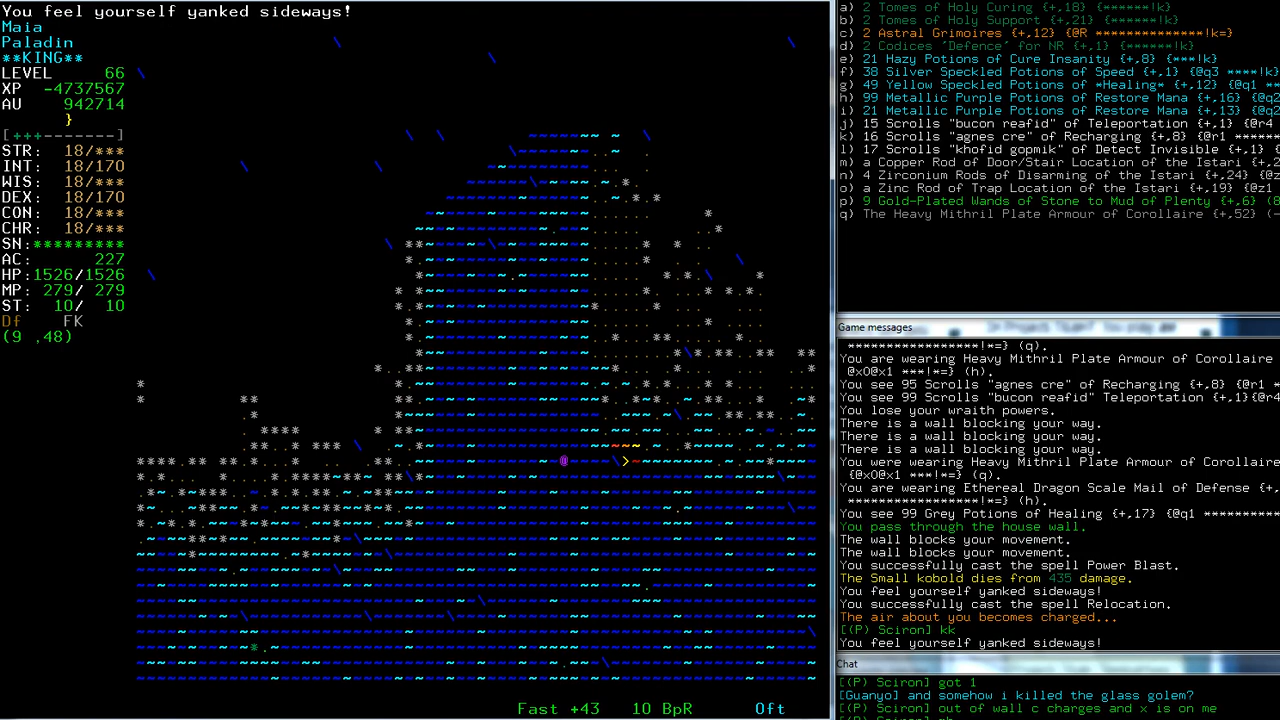 You feel yourself yanked sideways!
Maia
Paladin
**KING**
LEVEL 66
XP -4737567
AU 942714
}
[+++-------]
STR: 18/***
INT: 18/170
WIS: 18/***
DEX: 18/170
CON: 18/***
CHR: 18/***
SN:*********
AC: 227
HP:1526/1526
MP: 279/ 279
ST: 10/ 10
Df FK
(9 ,48)
Fast +43 10 BpR Oft
a) 2 Tomes of Holy Curing {+,18) {******!k}
b) 2 Tomes of Holy Support {+,21) {******!k}
c) 2 Astral Grimoires {+,12) {@R **************!k=}
d) 2 Codices 'Defence' for NR {+,1) {************!k}
e) 21 Hazy Potions of Cure Insanity {+,8) {***!k}
f) 38 Silver Speckled Potions of Speed {+,1} {@q3 ****!k}
g) 49 Yellow Speckled Potions of *Healing* {+,12} {@q1
h) 99 Metallic Purple Potions of Restore Mana {+,16} {@q2
i) 21 Metallic Purple Potions of Restore Mana {+,13} {@q2
j) 15 Scrolls "bucon reafid" of Teleportation {+,1} {@r4
k) 16 Scrolls "agnes cre" of Recharging {+,8} {@r1
l) 17 Scrolls "khofid gopmik" of Detect Invisible {+,1}
m) a Copper Rod of Door/Stair Location of the Istari
n) 4 Zirconium Rods of Disarming of the Istari {+,24} {@z
o) a Zinc Rod of Trap Location of the Istari {+,19} {@z1
p) 9 Gold-Plated Wands of Stone to Mud of Plenty {+,6} (8
q) The Heavy Mithril Plate Armour of Corollaire {+,52} (-
Game messages
*****************!*=} (q).
You are wearing Heavy Mithril Plate Armour of Corollaire
@xO@x1 ***!*=} (h).
You see 95 Scrolls "agnes cre" of Recharging {+,8} {@r1 *
You see 99 Scrolls "bucon reafid" Teleportation {+,1}{@r4
You lose your wraith powers.
There is a wall blocking your way.
There is a wall blocking your way.
There is a wall blocking your way.
You were wearing Heavy Mithril Plate Armour of Corollaire
@xO@x1 ***!*=} (q).
You are wearing Ethereal Dragon Scale Mail of Defense {+,
*****************!*=} (h).
You see 99 Grey Potions of Healing {+,17} {@q1 **********
You pass through the house wall.
The wall blocks your movement.
The wall blocks your movement.
You successfully cast the spell Power Blast.
The Small kobold dies from 435 damage.
You feel yourself yanked sideways!
You successfully cast the spell Relocation.
The air about you becomes charged...
[(P) Sciron] kk
You feel yourself yanked sideways!
Chat
[(P) Sciron] got 1
[Guanyo] and somehow i killed the glass golem?
[(P) Sciron] out of wall c charges and x is on me